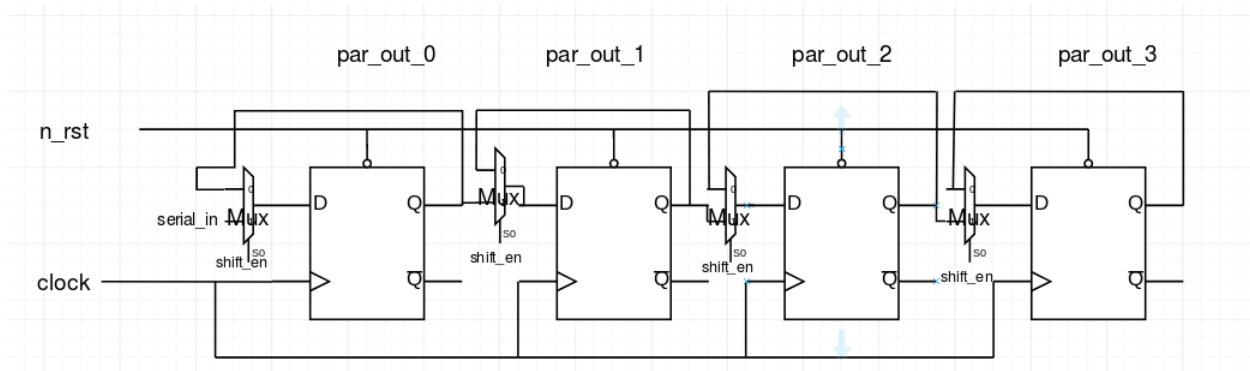 par_out_0
par_out_1
par_out_2
par_out_3
n_rst
0
0
0
0
D
Q
D
Q
D
Q
D
Q
serial_in
Mux
Mux
Mux
Mux
S0
S0
S0
S0
shift_en
shift_en
shift_en
shift_en
clock
Q
Q
Q
Q